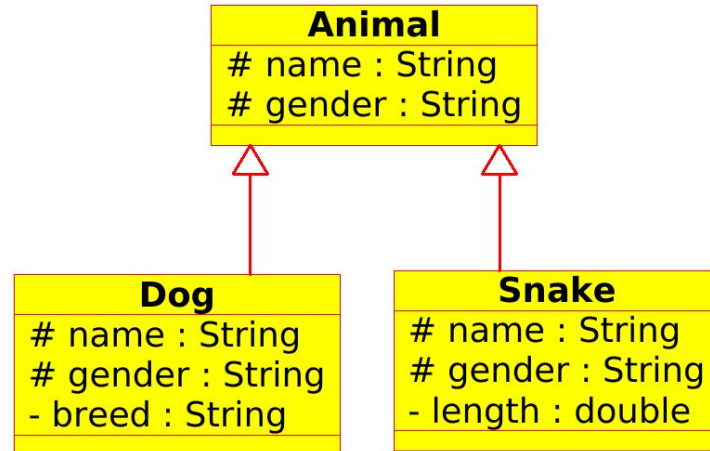 Animal
# name : String
# gender : String
Dog
# name : String
# gender : String
- breed : String
Snake
# name : String
# gender : String
- length : double